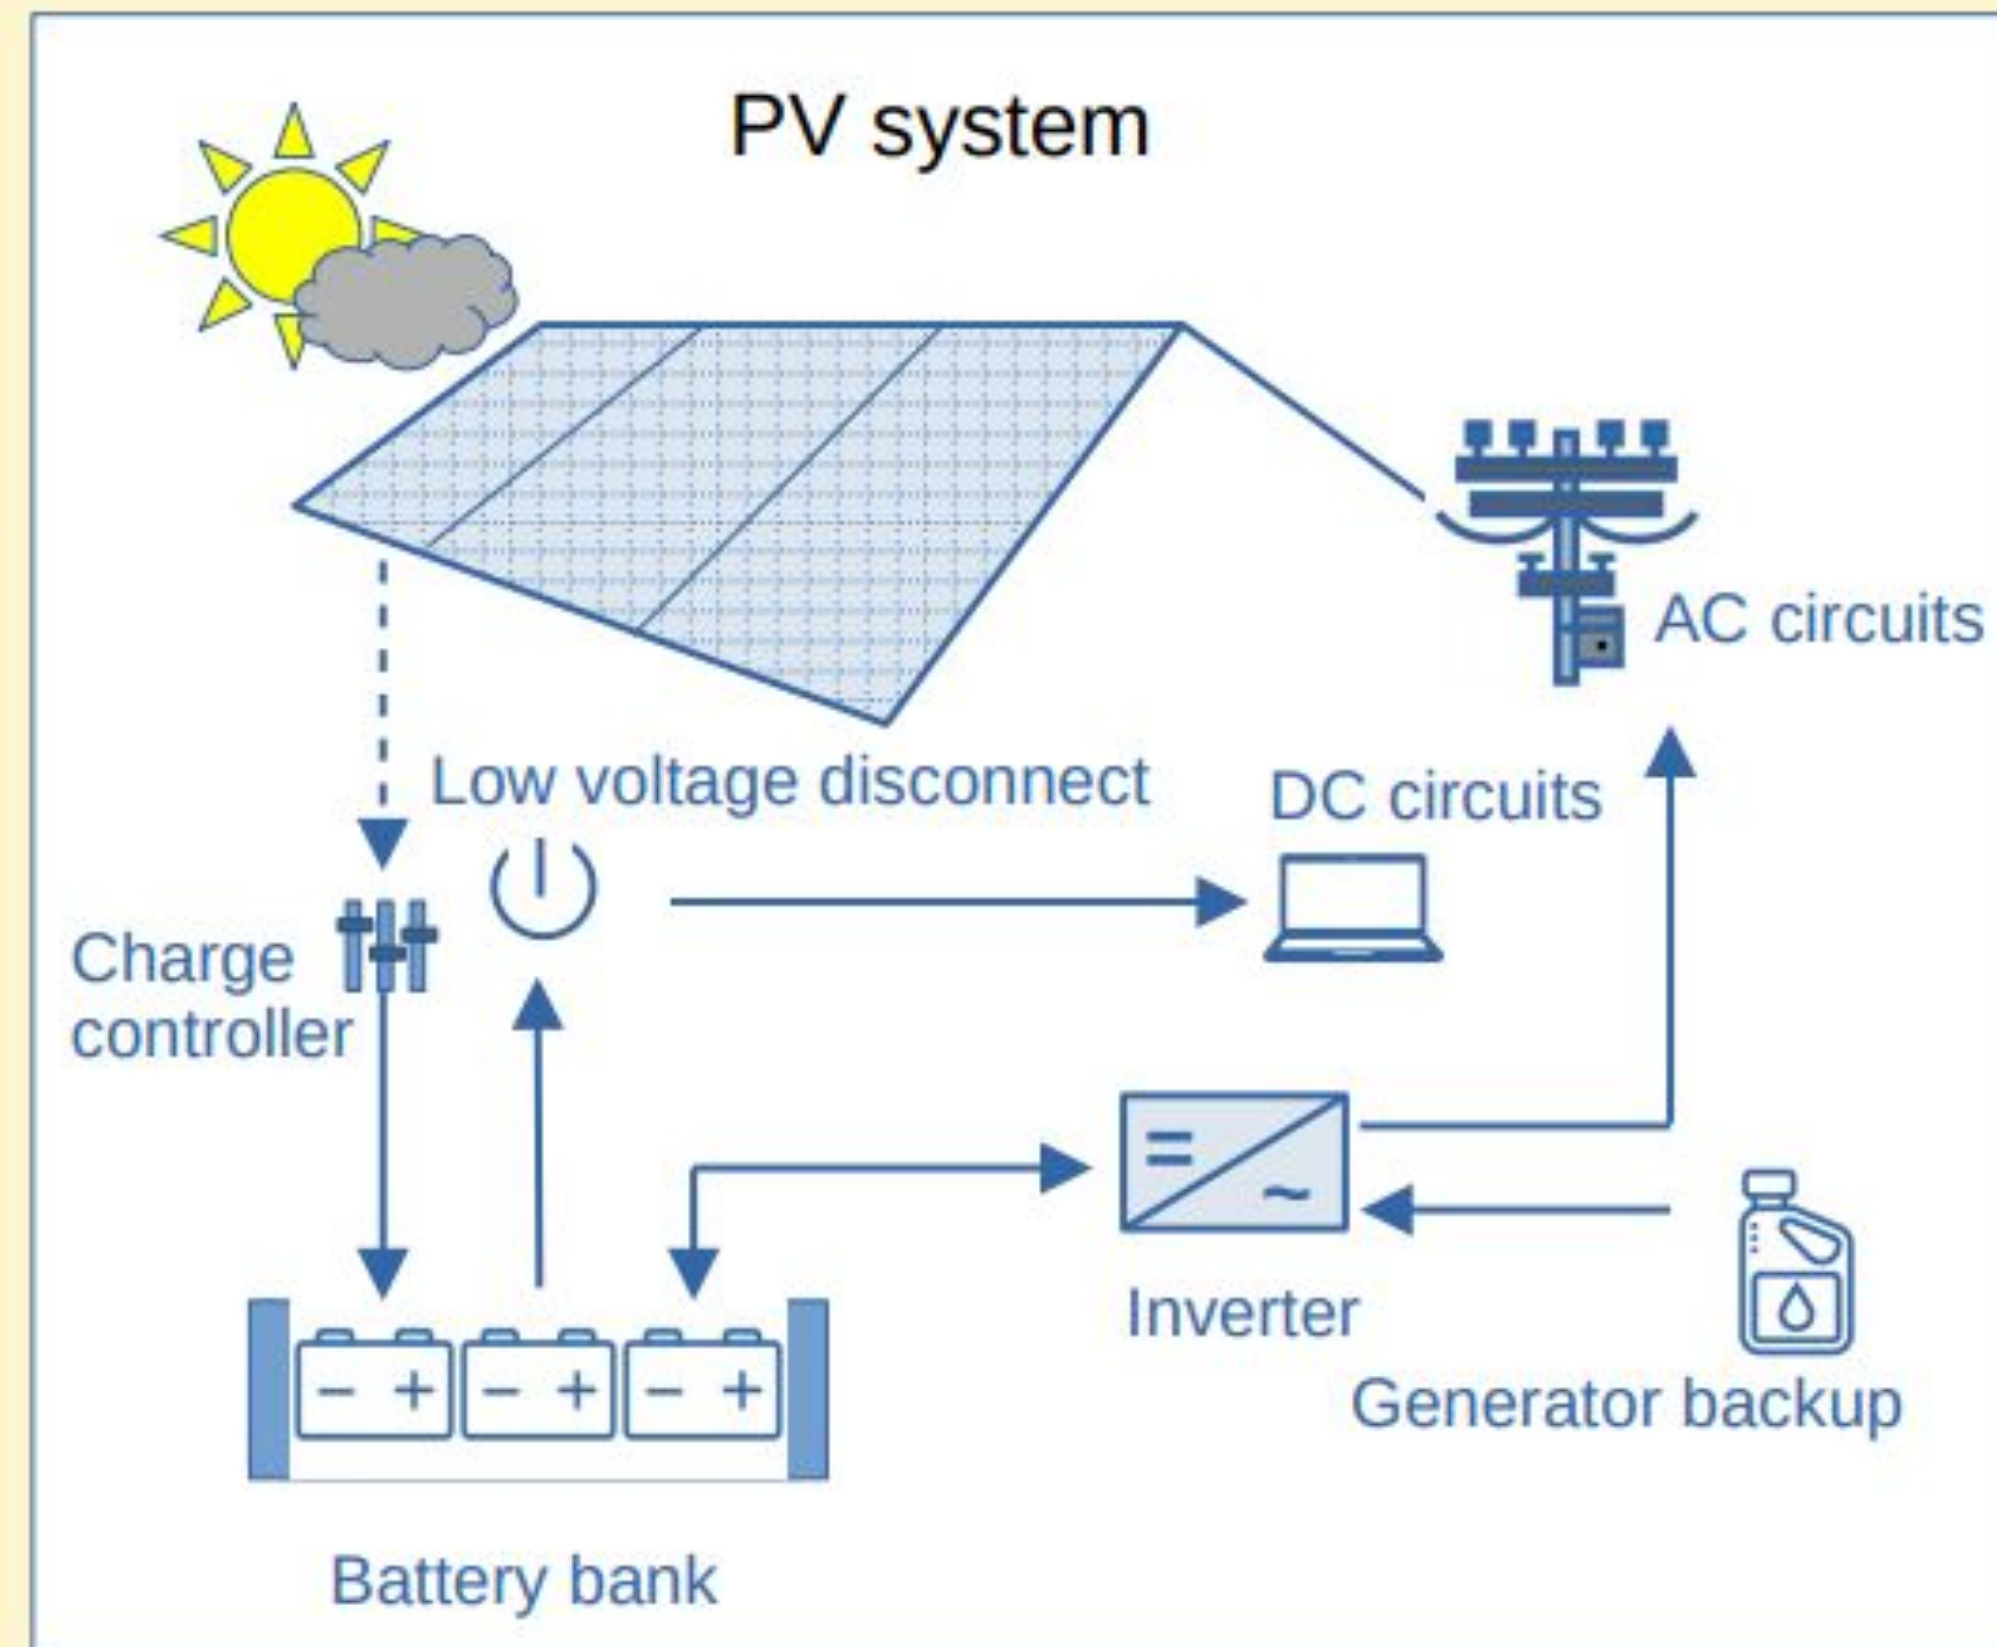 PV system
AC circuits
Low voltage disconnect
DC circuits
Charge
controller
= ~
Inverter
Generator backup
− + − + − +
Battery bank